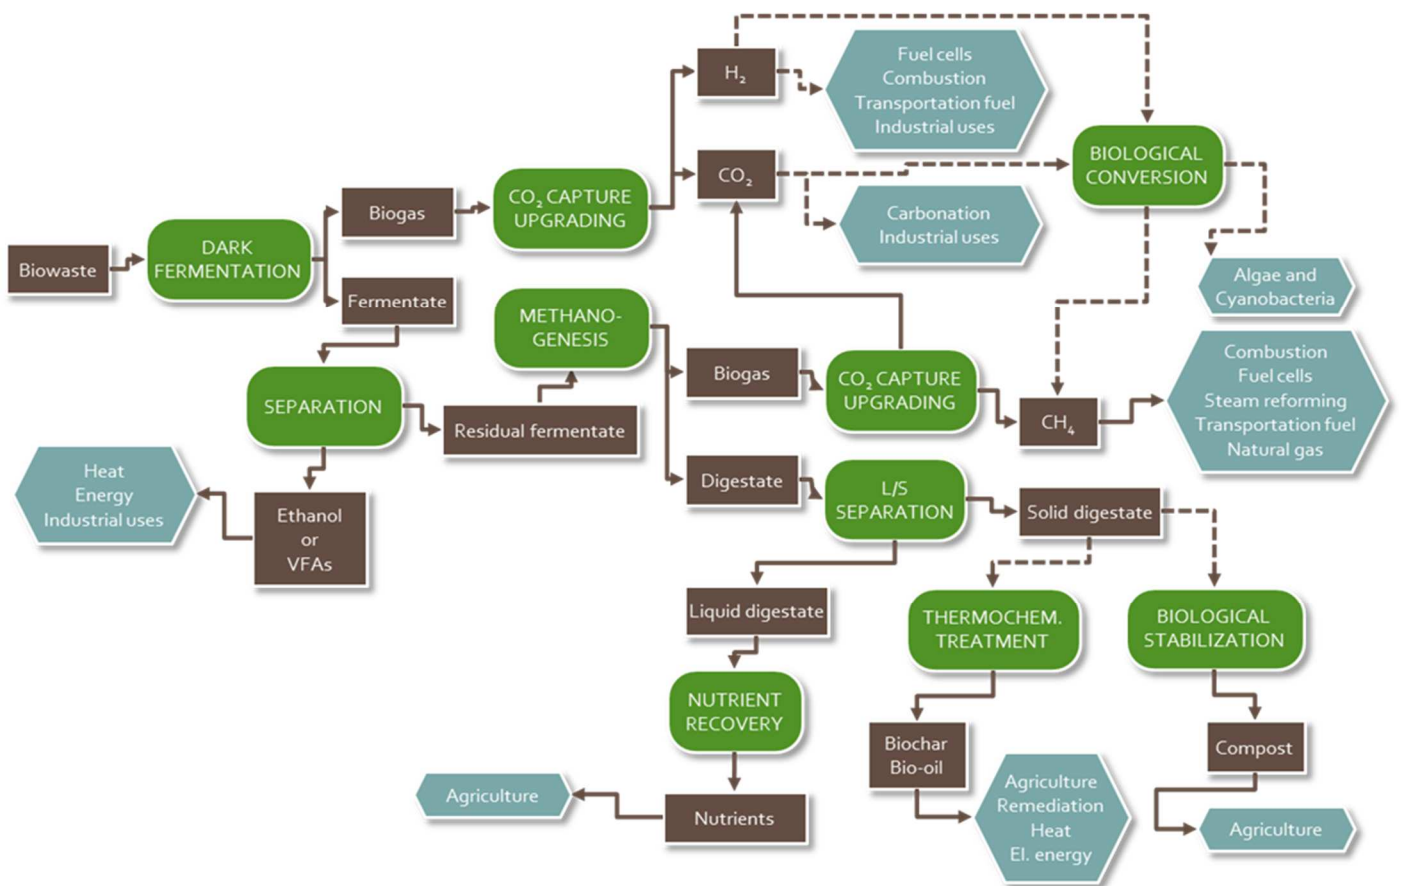 H₂
Fuel cells
Combustion
Transportation fuel
Industrial uses
BIOLOGICAL
CONVERSION
CO₂
CO₂ CAPTURE
UPGRADING
Biogas
Carbonation
Industrial uses
DARK
FERMENTATION
Biowaste
Fermentate
Algae and
Cyanobacteria
METHANO-
GENESIS
Biogas
CO₂ CAPTURE
UPGRADING
CH₄
Combustion
Fuel cells
Steam reforming
Transportation fuel
Natural gas
SEPARATION
Residual fermentate
Heat
Energy
Industrial uses
Ethanol
or
VFAs
Digestate
L/S
SEPARATION
Solid digestate
Liquid digestate
THERMOCHEM.
TREATMENT
BIOLOGICAL
STABILIZATION
NUTRIENT
RECOVERY
Biochar
Bio-oil
Compost
Agriculture
Nutrients
Agriculture
Remediation
Heat
El. energy
Agriculture